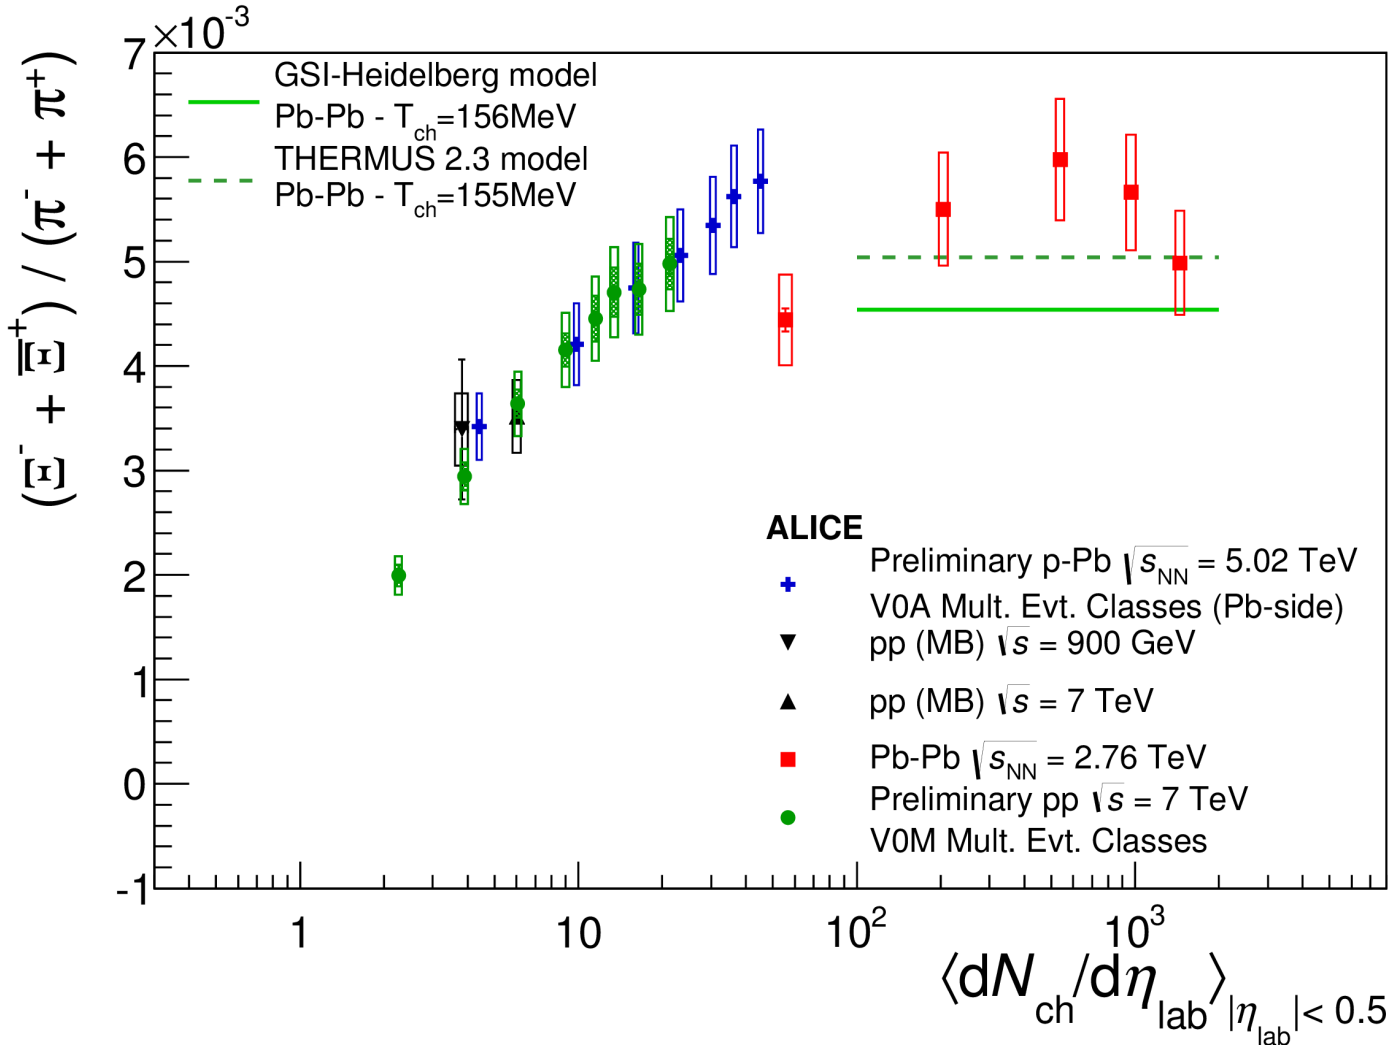 ×10⁻³
7
6
5
4
3
2
1
0
-1
(Ξ⁻ + Ξ̅⁺) / (π⁻ + π⁺)
GSI-Heidelberg model
Pb-Pb - T_ch=156MeV
THERMUS 2.3 model
Pb-Pb - T_ch=155MeV
ALICE
Preliminary p-Pb √s_NN = 5.02 TeV
V0A Mult. Evt. Classes (Pb-side)
pp (MB) √s = 900 GeV
pp (MB) √s = 7 TeV
Pb-Pb √s_NN = 2.76 TeV
Preliminary pp √s = 7 TeV
V0M Mult. Evt. Classes
1 10 10² 10³
⟨dN_ch/dη_lab⟩_|η_lab|< 0.5